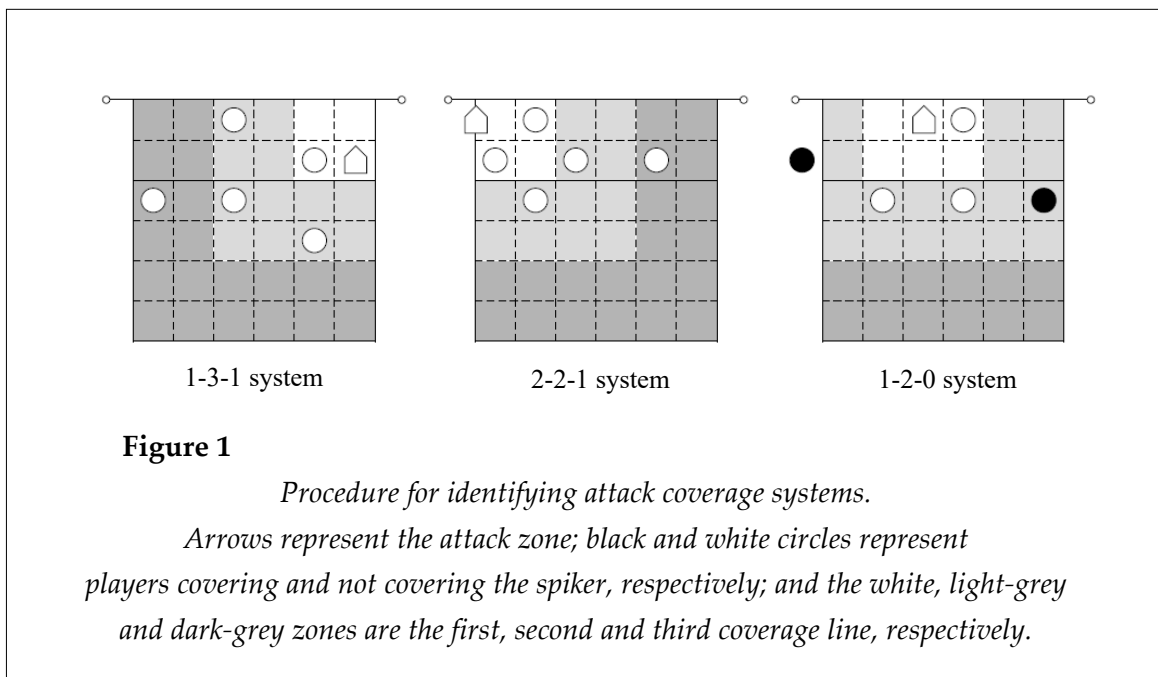 1-3-1 system
2-2-1 system
1-2-0 system
Figure 1
Procedure for identifying attack coverage systems.
Arrows represent the attack zone; black and white circles represent
players covering and not covering the spiker, respectively; and the white, light-grey
and dark-grey zones are the first, second and third coverage line, respectively.